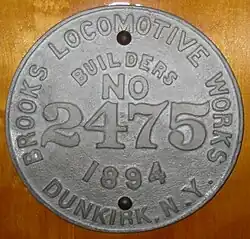 BROOKS LOCOMOTIVE WORKS
BUILDERS
NO
2475
1894
DUNKIRK, N.Y.